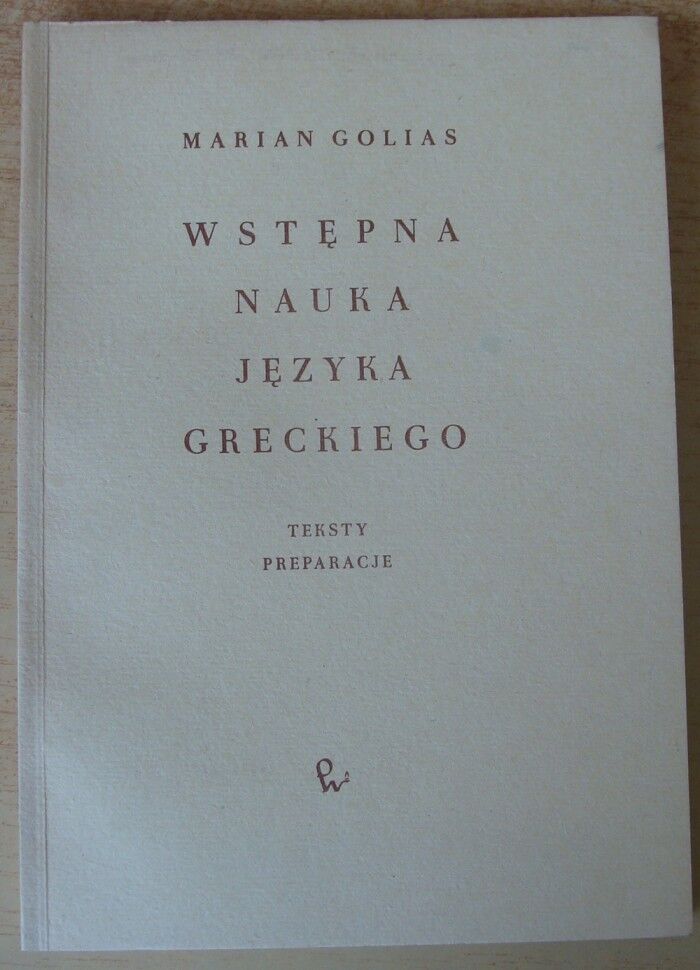 MARIAN GOLIAS
WSTĘPNA
NAUKA
JĘZYKA
GRECKIEGO
TEKSTY
PREPARACJE